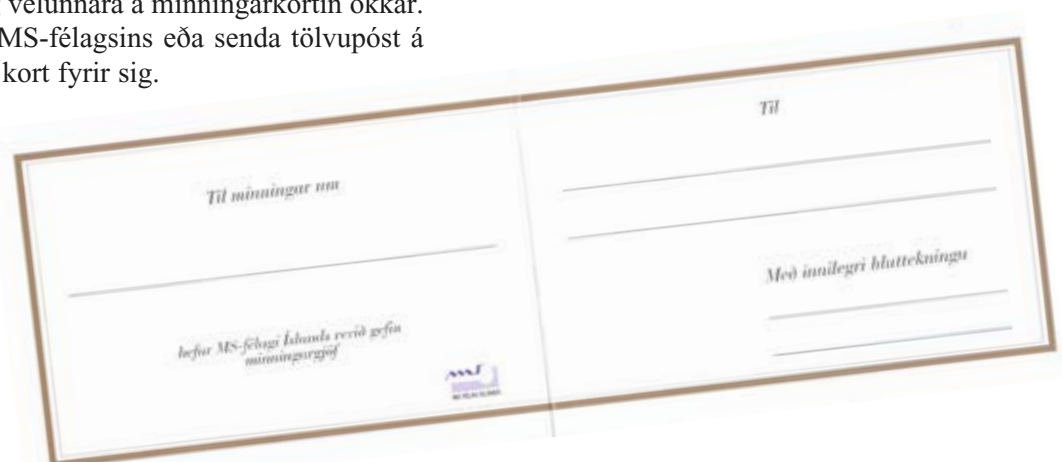 velunnara á minningarkortin okkar.
MS-félagsins eða senda tölvupóst á
kort fyrir sig.
Til minningar um
hefur MS-félagi Íslands verið gefin
minningargjöf
Til
Með innilegri hluttekningu